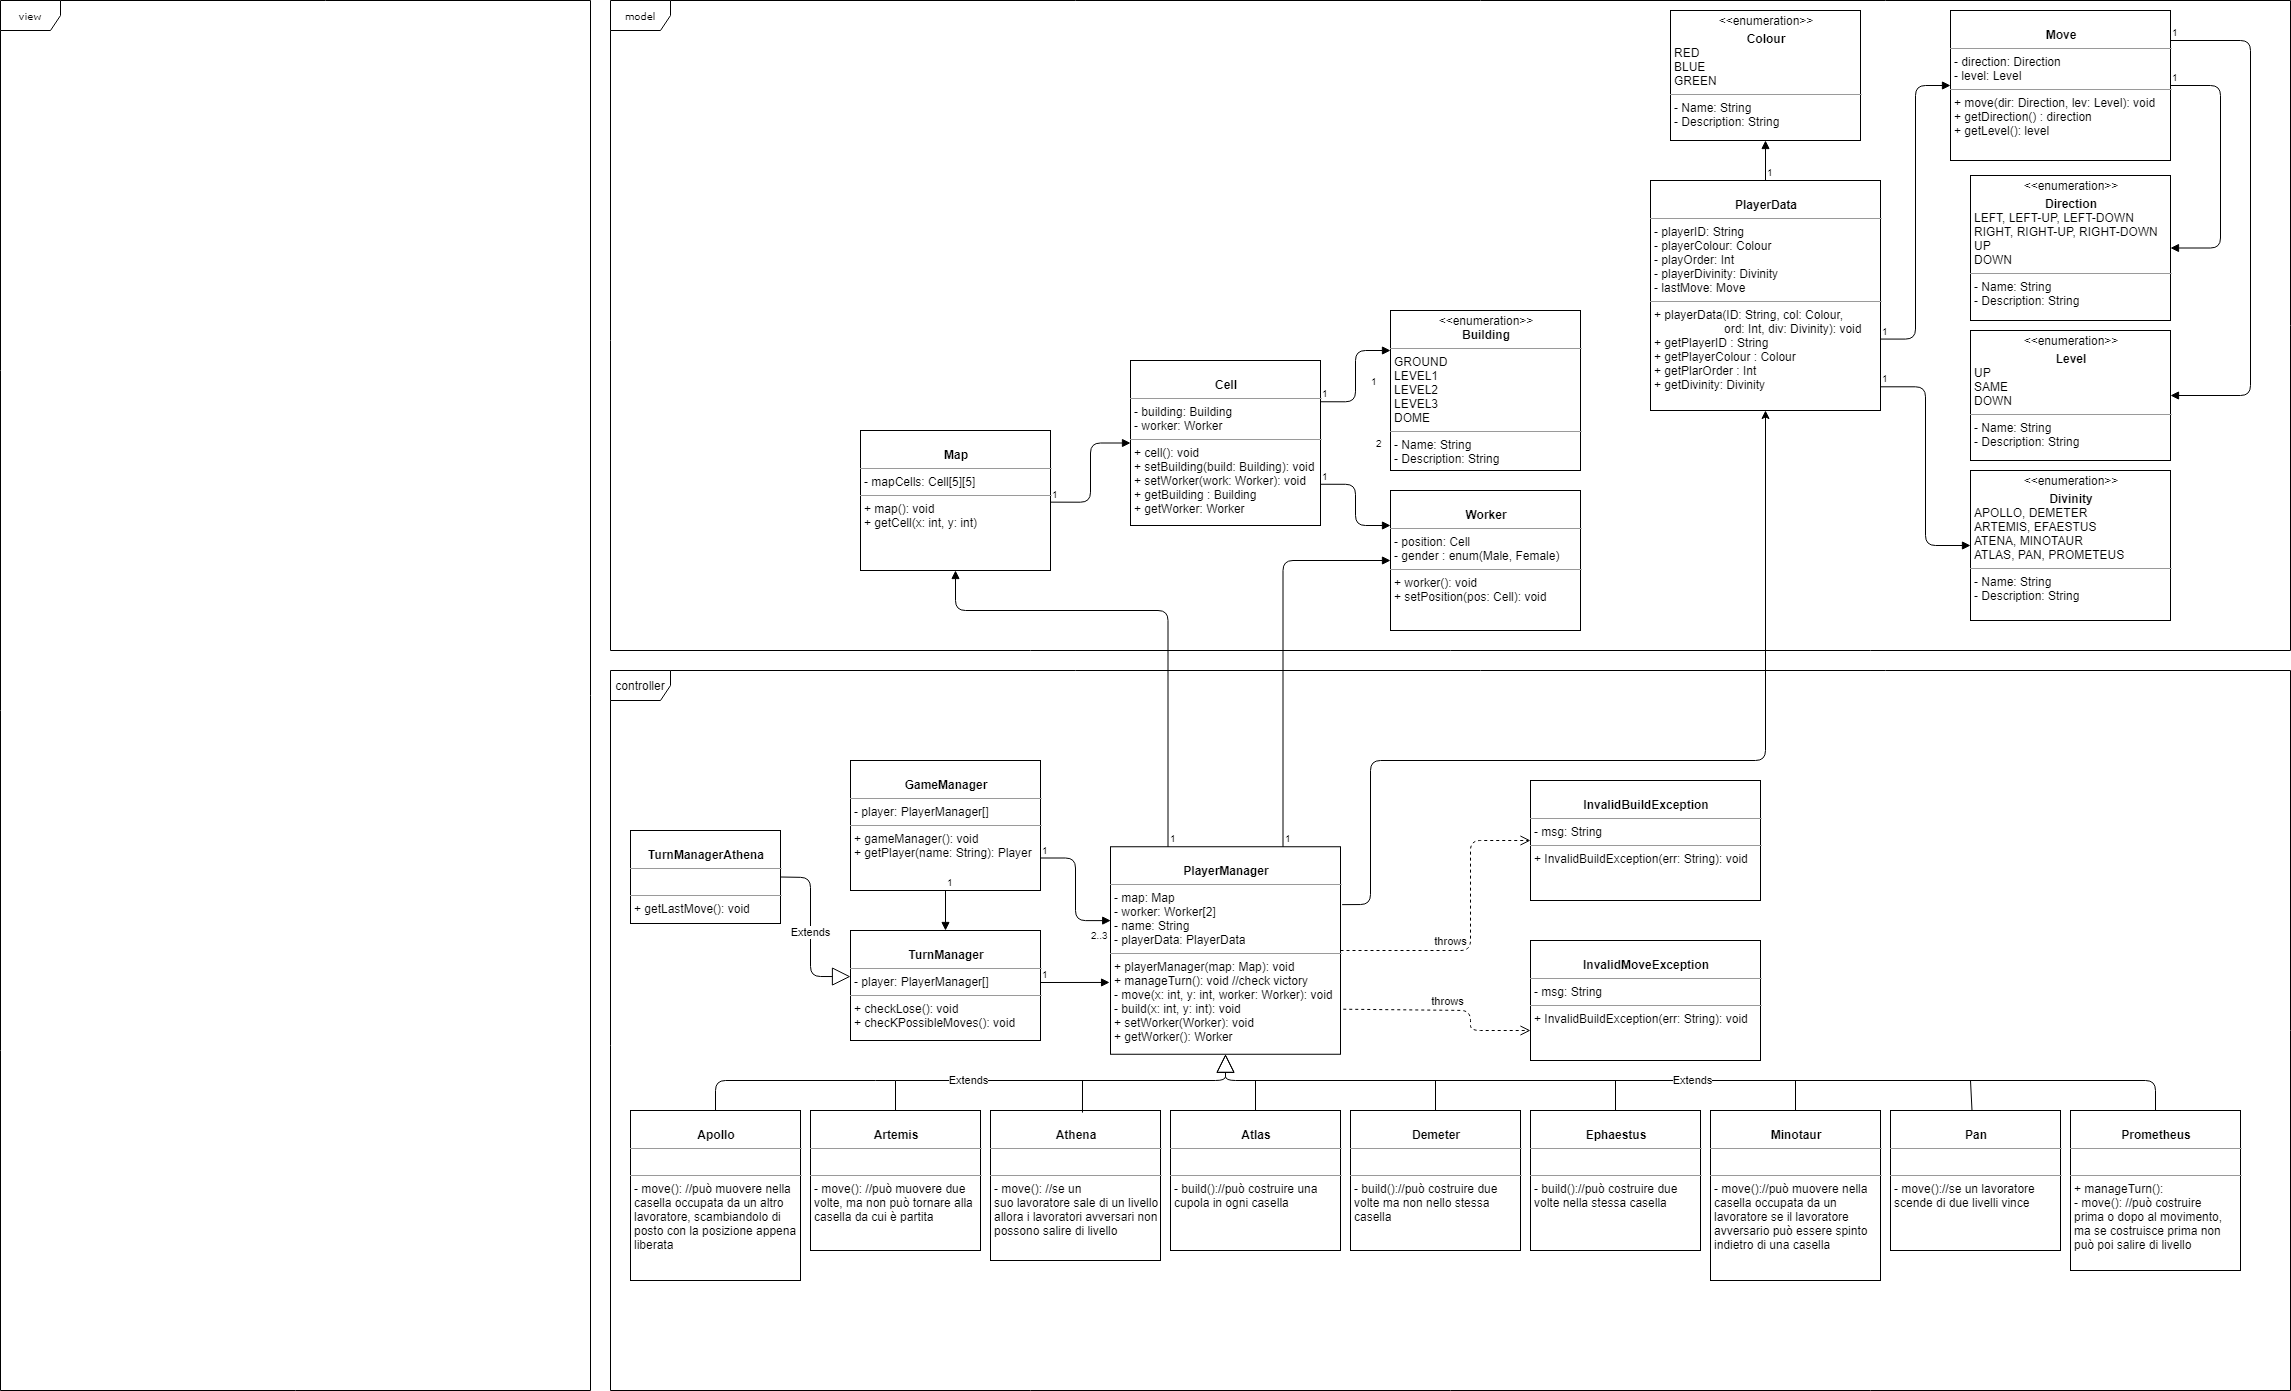 view
model
<<enumeration>>
Colour
RED
BLUE
GREEN
- Name: String
- Description: String
1
Move
- direction: Direction
- level: Level
+ move(dir: Direction, lev: Level): void
+ getDirection() : direction
+ getLevel(): level
1
1
<<enumeration>>
Direction
LEFT, LEFT-UP, LEFT-DOWN
RIGHT, RIGHT-UP, RIGHT-DOWN
UP
DOWN
- Name: String
- Description: String
PlayerData
- playerID: String
- playerColour: Colour
- playOrder: Int
- playerDivinity: Divinity
- lastMove: Move
+ playerData(ID: String, col: Colour,
ord: Int, div: Divinity): void
+ getPlayerID : String
+ getPlayerColour : Colour
+ getPlarOrder : Int
+ getDivinity: Divinity
1
1
<<enumeration>>
Level
UP
SAME
DOWN
- Name: String
- Description: String
<<enumeration>>
Divinity
APOLLO, DEMETER
ARTEMIS, EFAESTUS
ATENA, MINOTAUR
ATLAS, PAN, PROMETEUS
- Name: String
- Description: String
<<enumeration>>
Building
GROUND
LEVEL1
LEVEL2
LEVEL3
DOME
- Name: String
- Description: String
1
2
Cell
- building: Building
- worker: Worker
+ cell(): void
+ setBuilding(build: Building): void
+ setWorker(work: Worker): void
+ getBuilding : Building
+ getWorker: Worker
1
1
Map
- mapCells: Cell[5][5]
+ map(): void
+ getCell(x: int, y: int)
1
Worker
- position: Cell
- gender : enum(Male, Female)
+ worker(): void
+ setPosition(pos: Cell): void
controller
GameManager
- player: PlayerManager[]
+ gameManager(): void
+ getPlayer(name: String): Player
1
1
TurnManagerAthena
+ getLastMove(): void
Extends
TurnManager
- player: PlayerManager[]
+ checkLose(): void
+ checKPossibleMoves(): void
1
2..3
1
1
PlayerManager
- map: Map
- worker: Worker[2]
- name: String
- playerData: PlayerData
+ playerManager(map: Map): void
+ manageTurn(): void //check victory
- move(x: int, y: int, worker: Worker): void
- build(x: int, y: int): void
+ setWorker(Worker): void
+ getWorker(): Worker
throws
throws
InvalidBuildException
- msg: String
+ InvalidBuildException(err: String): void
InvalidMoveException
- msg: String
+ InvalidBuildException(err: String): void
Extends
Extends
Apollo
- move(): //può muovere nella
casella occupata da un altro
lavoratore, scambiandolo di
posto con la posizione appena
liberata
Artemis
- move(): //può muovere due
volte, ma non può tornare alla
casella da cui è partita
Athena
- move(): //se un
suo lavoratore sale di un livello
allora i lavoratori avversari non
possono salire di livello
Atlas
- build()://può costruire una
cupola in ogni casella
Demeter
- build()://può costruire due
volte ma non nello stessa
casella
Ephaestus
- build()://può costruire due
volte nella stessa casella
Minotaur
- move()://può muovere nella
casella occupata da un
lavoratore se il lavoratore
avversario può essere spinto
indietro di una casella
Pan
- move()://se un lavoratore
scende di due livelli vince
Prometheus
+ manageTurn():
- move(): //può costruire
prima o dopo al movimento,
ma se costruisce prima non
può poi salire di livello